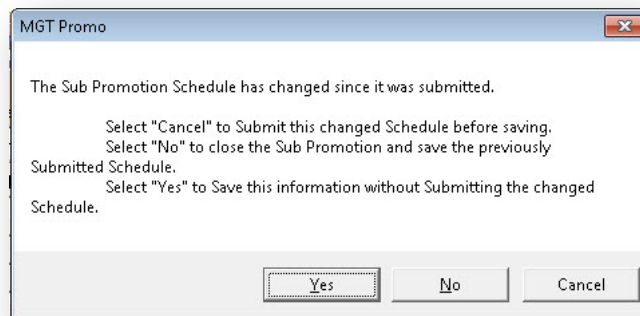 MGT Promo
The Sub Promotion Schedule has changed since it was submitted.
Select "Cancel" to Submit this changed Schedule before saving.
Select "No" to close the Sub Promotion and save the previously
Submitted Schedule.
Select "Yes" to Save this information without Submitting the changed
Schedule.
Yes
No
Cancel